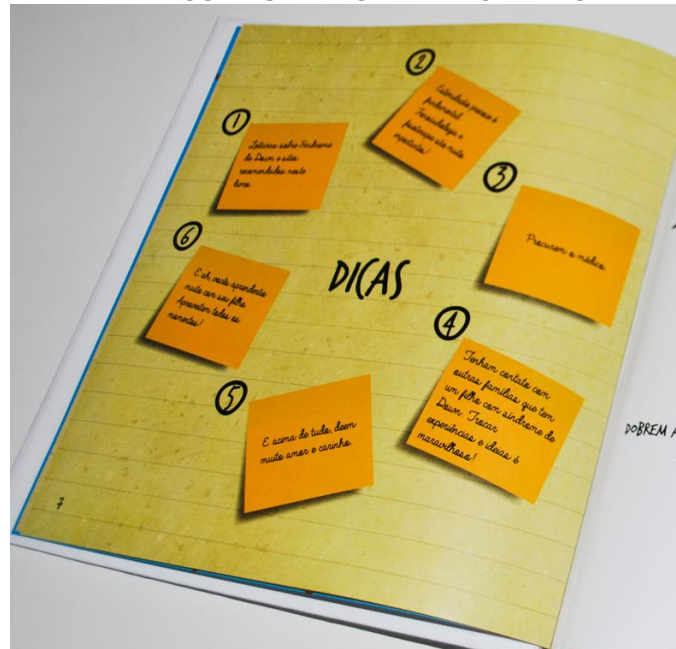 1
Leituras sobre Síndrome
de Down e sites
recomendados neste
livro.
2
Estimulação precoce é
fundamental.
Fonoaudiologia e
são muito
importantes!
3
Procurem o médico.
DICAS
4
Tenham contato com
outras famílias que tem
um filho com síndrome de
Down. Trocar
experiências e ideias é
maravilhoso!
5
E acima de tudo, deem
muito amor e carinho.
6
E ah, vocês aprenderão
muito com seu filho.
Aproveitem todos os
momentos!
7
DOBREM A